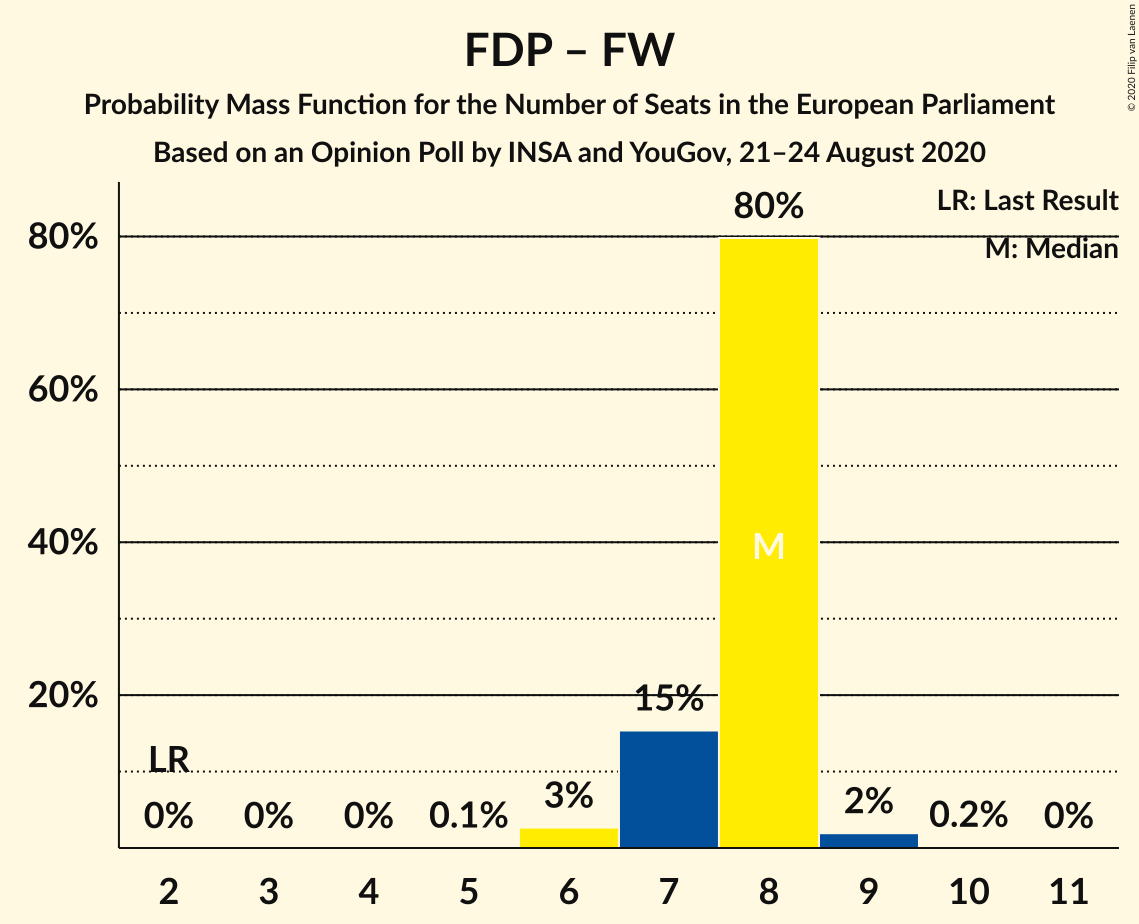 FDP – FW
Probability Mass Function for the Number of Seats in the European Parliament
Based on an Opinion Poll by INSA and YouGov, 21–24 August 2020
© 2020 Filip van Laenen
LR: Last Result
M: Median
80%
60%
40%
20%
LR
0%
0%
0%
0.1%
3%
15%
80%
M
2%
0.2%
0%
2 3 4 5 6 7 8 9 10 11